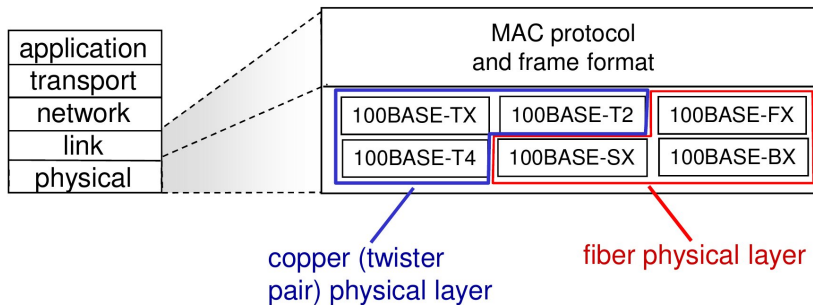 application
transport
network
link
physical
MAC protocol
and frame format
100BASE-TX
100BASE-T2
100BASE-FX
100BASE-T4
100BASE-SX
100BASE-BX
copper (twister
pair) physical layer
fiber physical layer